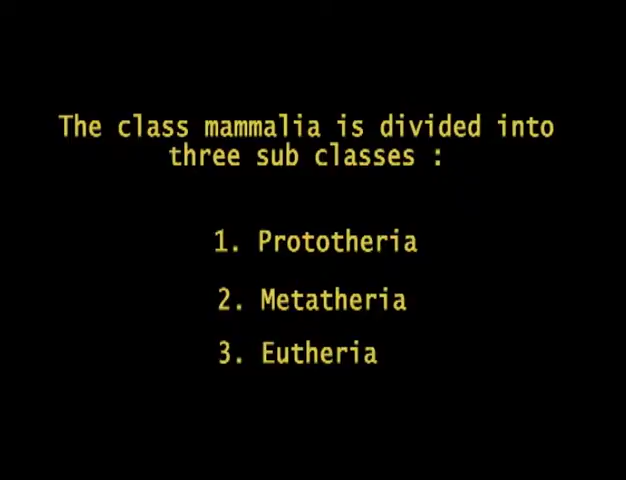 The class mammalia is divided into
three sub classes :
1. Prototheria
2. Metatheria
3. Eutheria